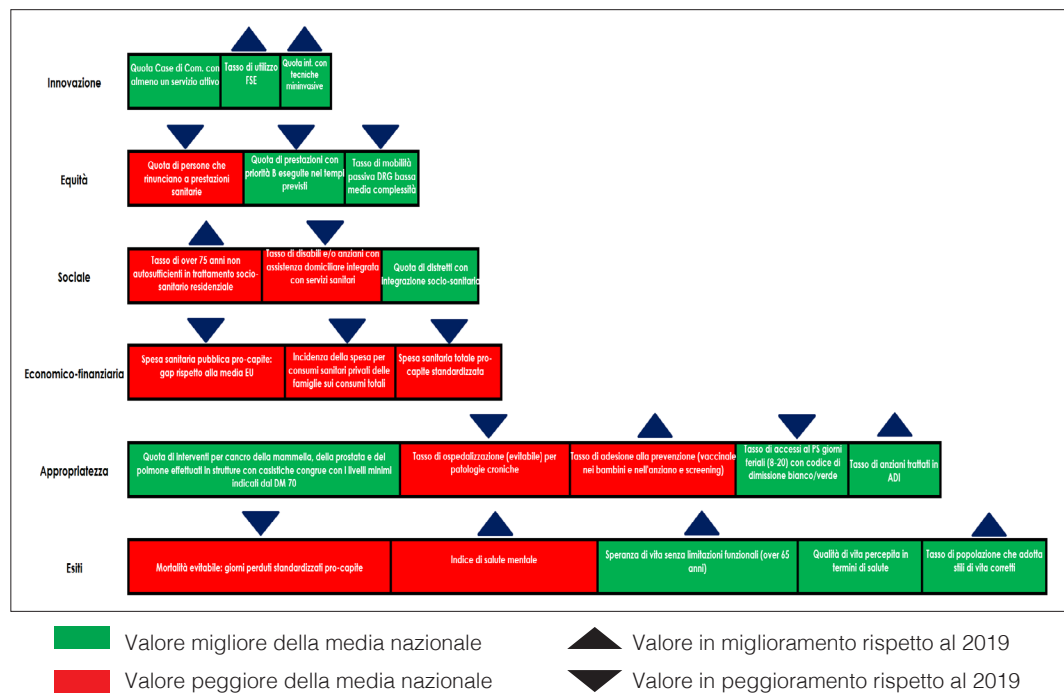 Innovazione
Quota Case di Com. con
almeno un servizio attivo
Tasso di utilizzo
FSE
Quota int. con
tecniche
mininvasive
Equità
Quota di persone che
rinunciano a prestazioni
sanitarie
Quota di prestazioni con
priorità B eseguite nei tempi
previsti
Tasso di mobilità
passiva DRG bassa
media complessità
Sociale
Tasso di over 75 anni non
autosufficienti in trattamento socio-
sanitario residenziale
Tasso di disabili e/o anziani con
assistenza domiciliare integrata
con servizi sanitari
Quota di distretti con
integrazione socio-sanitaria
Economico-finanziaria
Spesa sanitaria pubblica pro-capite:
gap rispetto alla media EU
Incidenza della spesa per
consumi sanitari privati delle
famiglie sui consumi totali
Spesa sanitaria totale pro-
capite standardizzata
Appropriatezza
Quota di interventi per cancro della mammella, della prostata e del
polmone effettuati in strutture con casistiche congrue con i livelli minimi
indicati dal DM 70
Tasso di ospedalizzazione (evitabile) per
patologie croniche
Tasso di adesione alla prevenzione (vaccinale
nei bambini e nell'anziano e screening)
Tasso di accessi al PS giorni
feriali (8-20) con codice di
dimissione bianco/verde
Tasso di anziani trattati in
ADI
Esiti
Mortalità evitabile: giorni perduti standardizzati pro-capite
Indice di salute mentale
Speranza di vita senza limitazioni funzionali (over 65
anni)
Qualità di vita percepita in
termini di salute
Tasso di popolazione che adotta
stili di vita corretti
Valore migliore della media nazionale
Valore in miglioramento rispetto al 2019
Valore peggiore della media nazionale
Valore in peggioramento rispetto al 2019